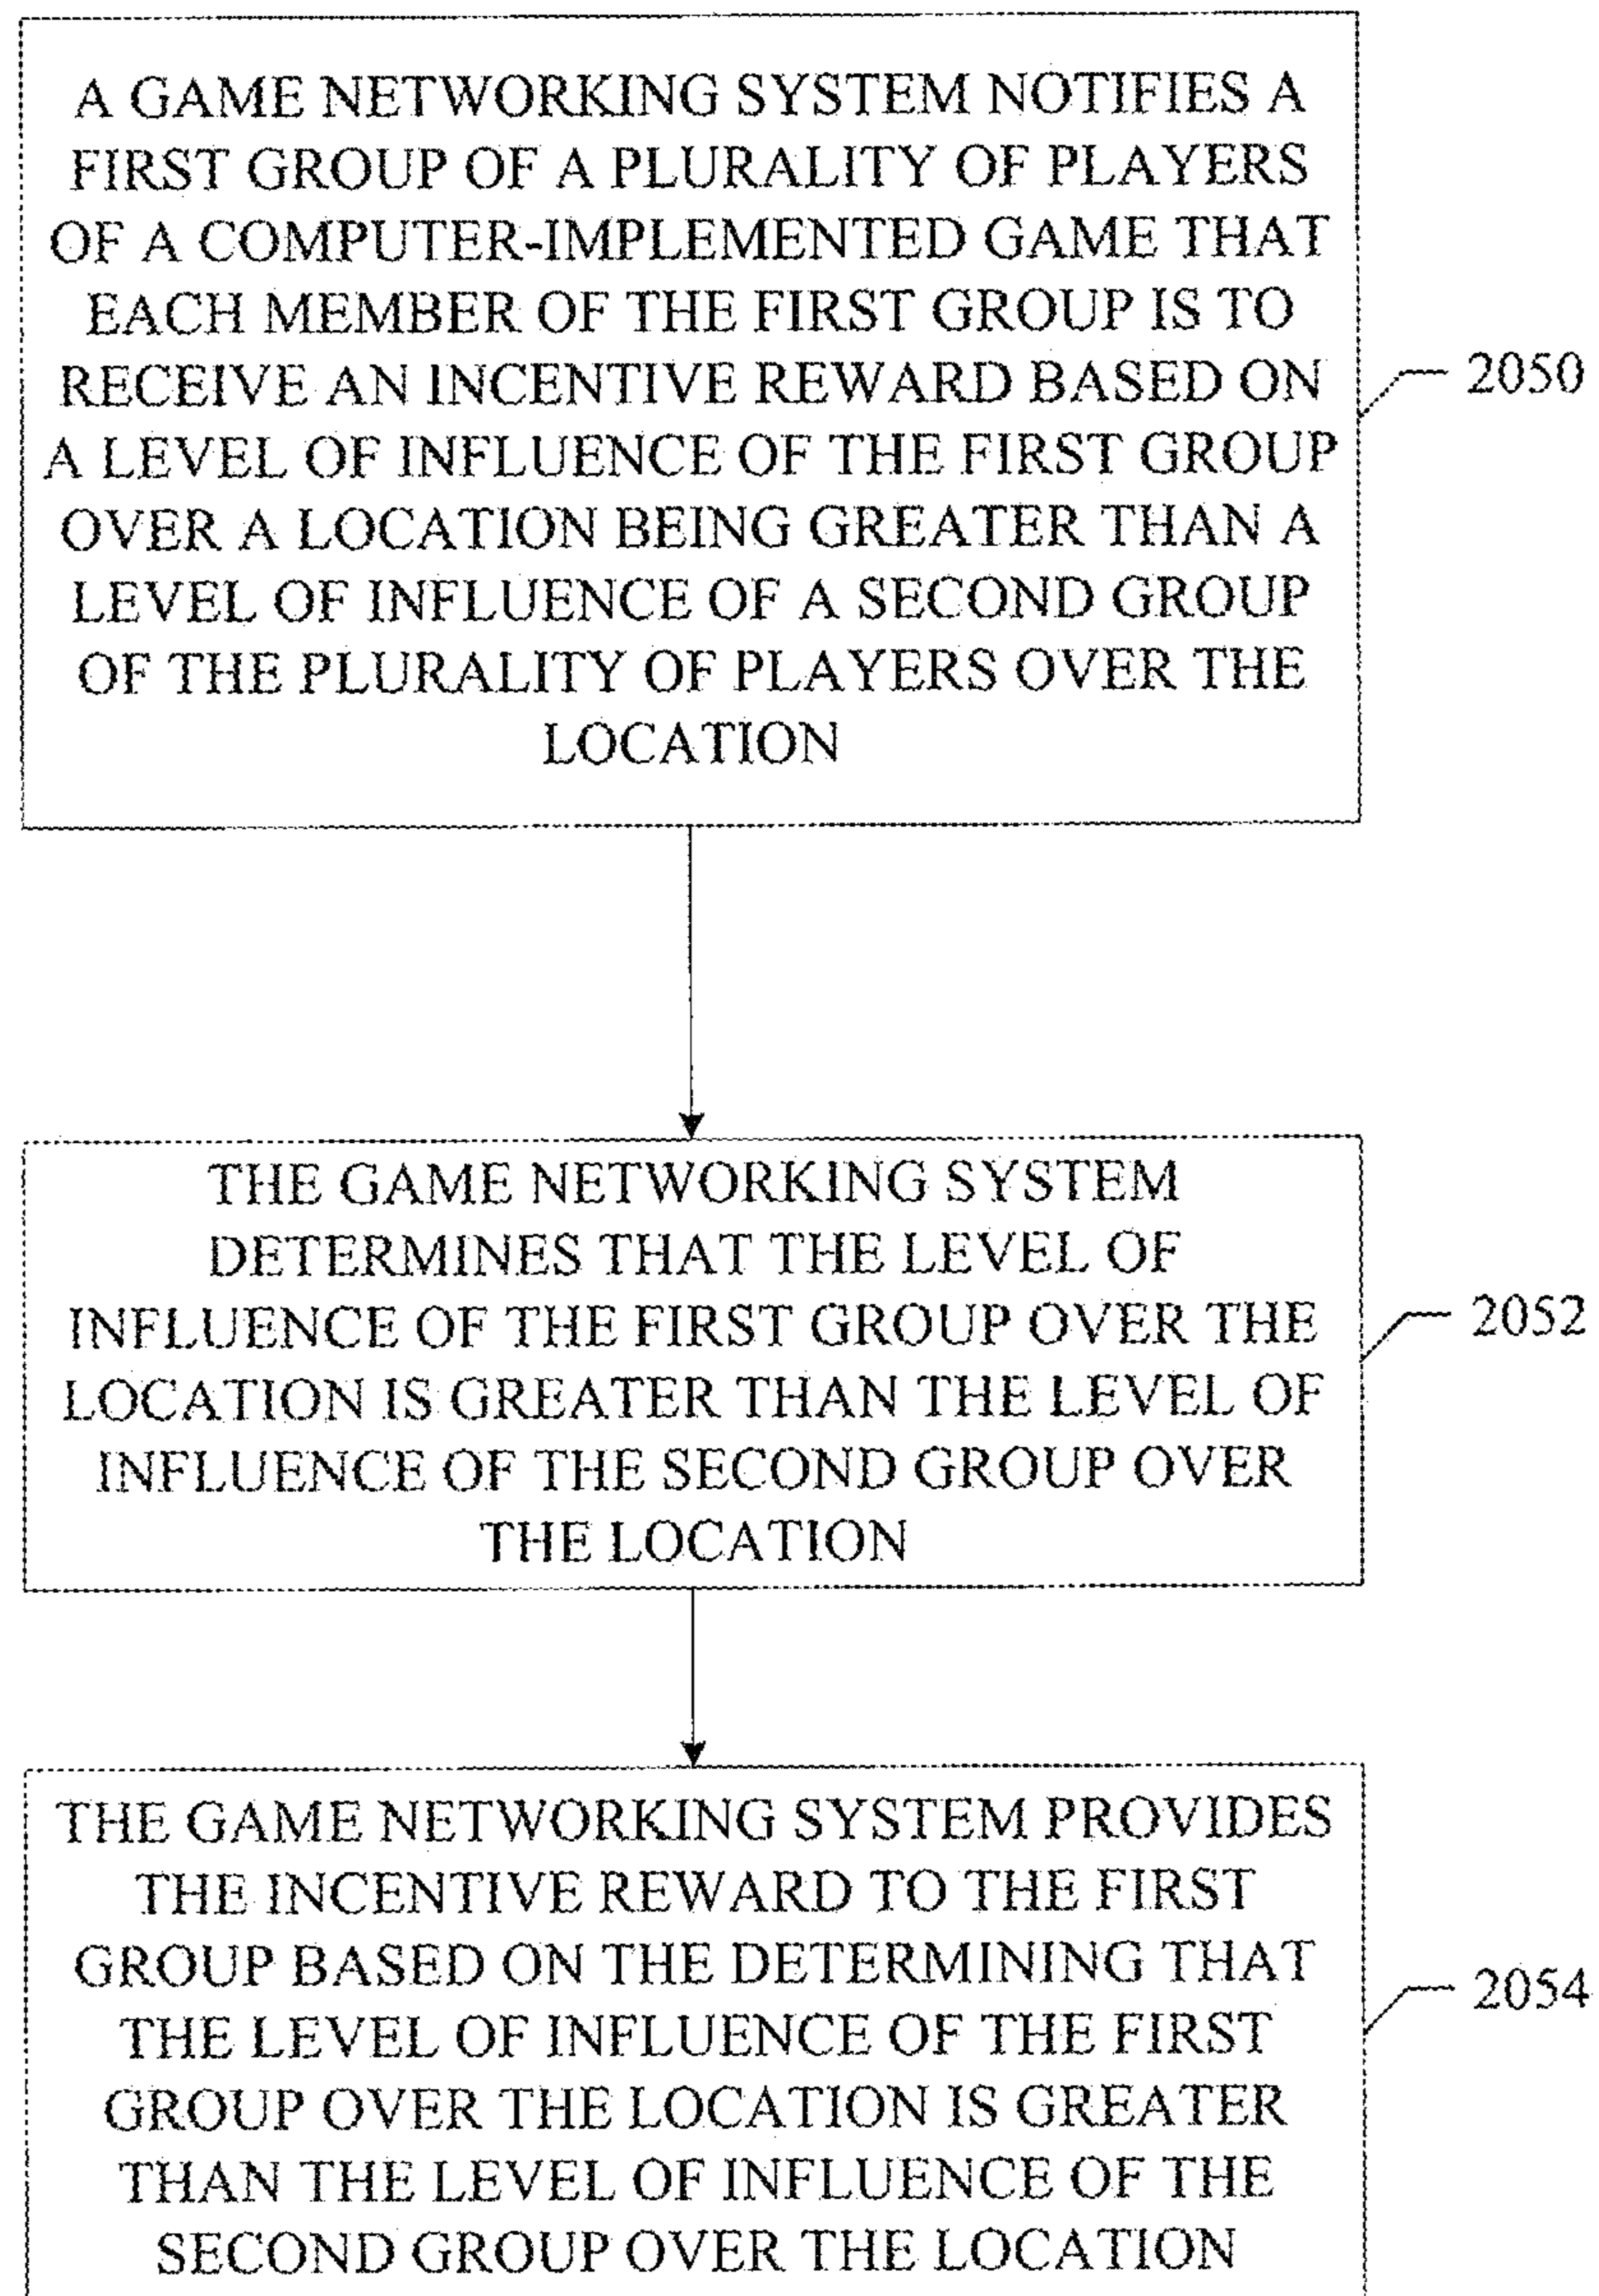 A GAME NETWORKING SYSTEM NOTIFIES A
FIRST GROUP OF A PLURALITY OF PLAYERS
OF A COMPUTER-IMPLEMENTED GAME THAT
EACH MEMBER OF THE FIRST GROUP IS TO
RECEIVE AN INCENTIVE REWARD BASED ON
A LEVEL OF INFLUENCE OF THE FIRST GROUP
OVER A LOCATION BEING GREATER THAN A
LEVEL OF INFLUENCE OF A SECOND GROUP
OF THE PLURALITY OF PLAYERS OVER THE
LOCATION
2050
THE GAME NETWORKING SYSTEM
DETERMINES THAT THE LEVEL OF
INFLUENCE OF THE FIRST GROUP OVER THE
LOCATION IS GREATER THAN THE LEVEL OF
INFLUENCE OF THE SECOND GROUP OVER
THE LOCATION
2052
THE GAME NETWORKING SYSTEM PROVIDES
THE INCENTIVE REWARD TO THE FIRST
GROUP BASED ON THE DETERMINING THAT
THE LEVEL OF INFLUENCE OF THE FIRST
GROUP OVER THE LOCATION IS GREATER
THAN THE LEVEL OF INFLUENCE OF THE
SECOND GROUP OVER THE LOCATION
2054